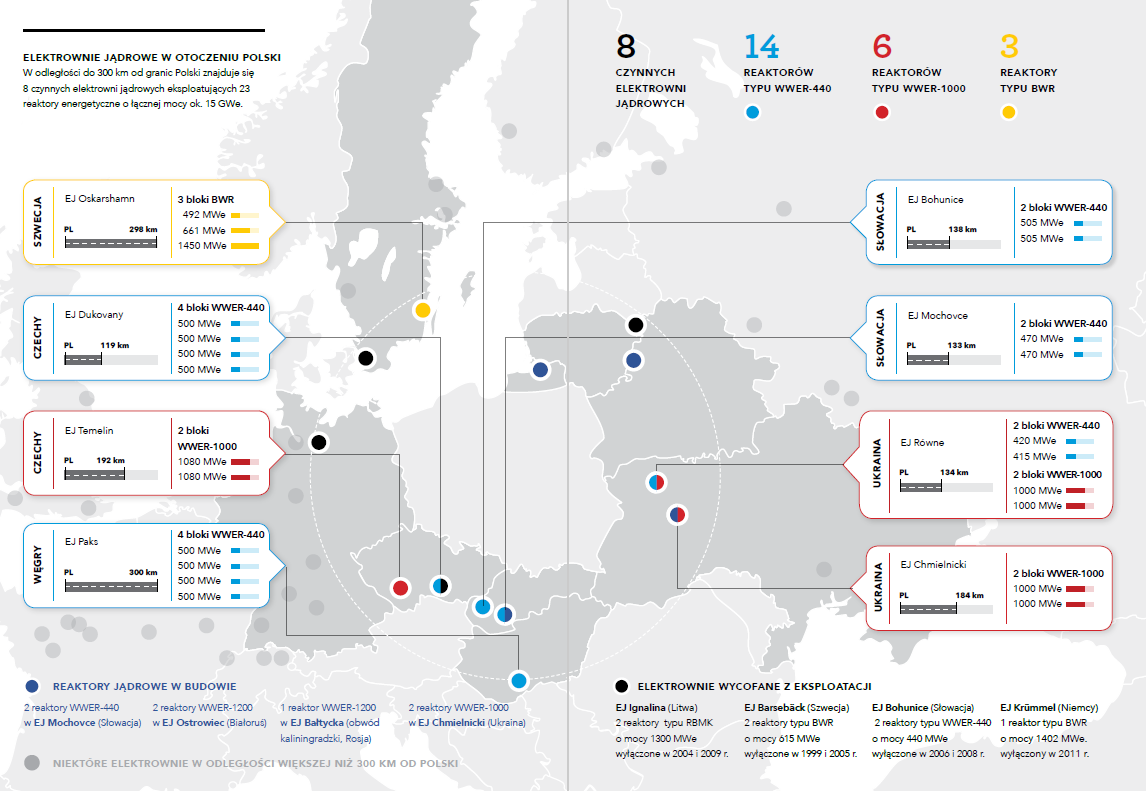 ELEKTROWNIE JĄDROWE W OTOCZENIU POLSKI
W odległości do 300 km od granic Polski znajduje się
8 czynnych elektrowni jądrowych eksploatujących 23
reaktory energetyczne o łącznej mocy ok. 15 GWe.
8
CZYNNYCH
ELEKTROWNI
JĄDROWYCH
14
REAKTORÓW
TYPU WWER-440
6
REAKTORÓW
TYPU WWER-1000
3
REAKTORY
TYPU BWR
SZWECJA
EJ Oskarshamn
PL 298 km
3 bloki BWR
492 MWe
661 MWe
1450 MWe
CZECHY
EJ Dukovany
PL 119 km
4 bloki WWER-440
500 MWe
500 MWe
500 MWe
500 MWe
CZECHY
EJ Temelin
PL 192 km
2 bloki
WWER-1000
1080 MWe
1080 MWe
WĘGRY
EJ Paks
PL 300 km
4 bloki WWER-440
500 MWe
500 MWe
500 MWe
500 MWe
SŁOWACJA
EJ Bohunice
PL 138 km
2 bloki WWER-440
505 MWe
505 MWe
SŁOWACJA
EJ Mochovce
PL 133 km
2 bloki WWER-440
470 MWe
470 MWe
UKRAINA
EJ Równe
PL 134 km
2 bloki WWER-440
420 MWe
415 MWe
2 bloki WWER-1000
1000 MWe
1000 MWe
UKRAINA
EJ Chmielnicki
PL 184 km
2 bloki WWER-1000
1000 MWe
1000 MWe
REAKTORY JĄDROWE W BUDOWIE
2 reaktory WWER-440
w EJ Mochovce (Słowacja)
2 reaktory WWER-1200
w EJ Ostrowiec (Białoruś)
1 reaktor WWER-1200
w EJ Bałtycka (obwód
kaliningradzki, Rosja)
2 reaktory WWER-1000
w EJ Chmielnicki (Ukraina)
NIEKTÓRE ELEKTROWNIE W ODLEGŁOŚCI WIĘKSZEJ NIŻ 300 KM OD POLSKI
ELEKTROWNIE WYCOFANE Z EKSPLOATACJI
EJ Ignalina (Litwa)
2 reaktory typu RBMK
o mocy 1300 MWe
wyłączone w 2004 i 2009 r.
EJ Barsebäck (Szwecja)
2 reaktory typu BWR
o mocy 615 MWe
wyłączone w 1999 i 2005 r.
EJ Bohunice (Słowacja)
2 reaktory typu WWER-440
o mocy 440 MWe
wyłączone w 2006 i 2008 r.
EJ Krümmel (Niemcy)
1 reaktor typu BWR
o mocy 1402 MWe.
wyłączony w 2011 r.